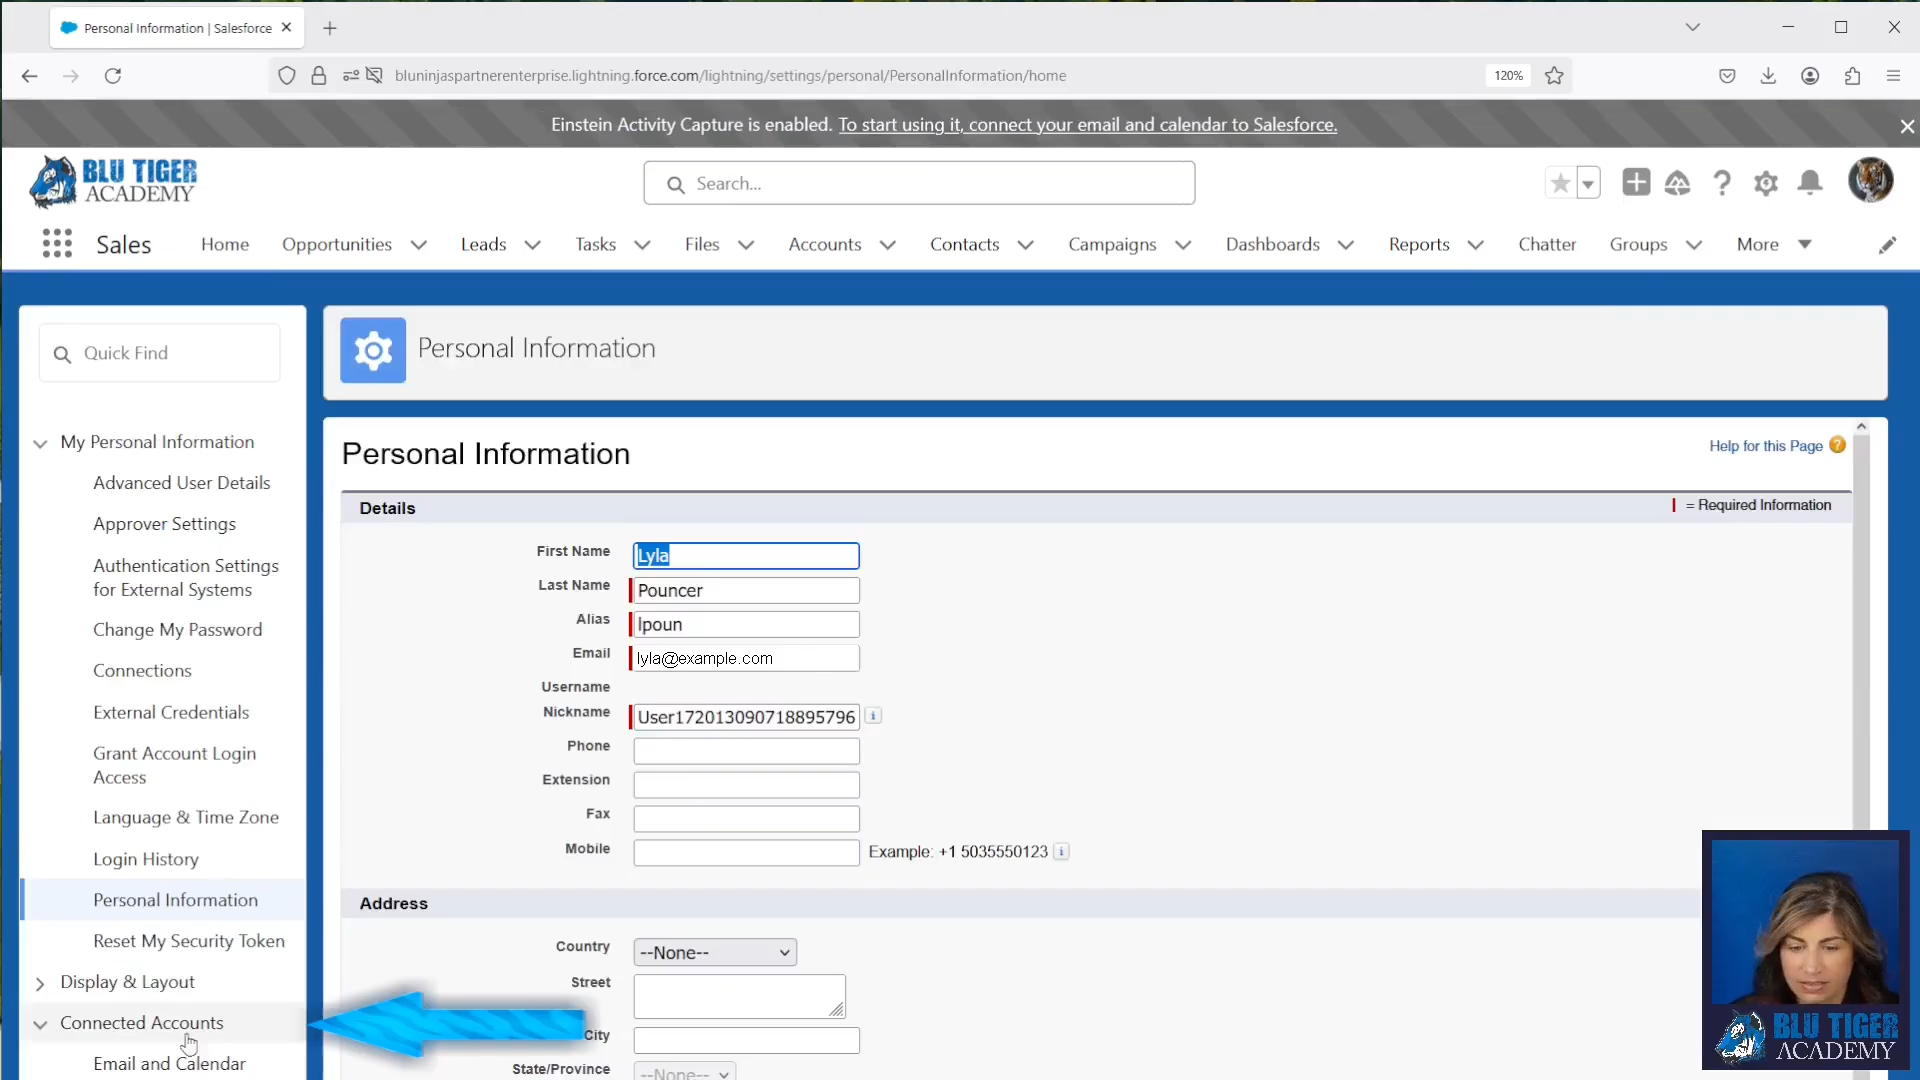 Personal Information | Salesforce
bluninjaspartnerenterprise.lightning.force.com/lightning/settings/personal/PersonalInformation/home
120%
Einstein Activity Capture is enabled. To start using it, connect your email and calendar to Salesforce.
BLU TIGER
ACADEMY
Search...
Sales
Home
Opportunities
Leads
Tasks
Files
Accounts
Contacts
Campaigns
Dashboards
Reports
Chatter
Groups
More
Quick Find
My Personal Information
Advanced User Details
Approver Settings
Authentication Settings
for External Systems
Change My Password
Connections
External Credentials
Grant Account Login
Access
Language & Time Zone
Login History
Personal Information
Reset My Security Token
Display & Layout
Connected Accounts
Email and Calendar
Personal Information
Personal Information
Help for this Page ?
Details
= Required Information
First Name Lyla
Last Name Pouncer
Alias lpoun
Email lyla@example.com
Username
Nickname User172013090718895796 i
Phone
Extension
Fax
Mobile Example: +1 5035550123 i
Address
Country --None--
Street
City
State/Province --None--
BLU TIGER
ACADEMY